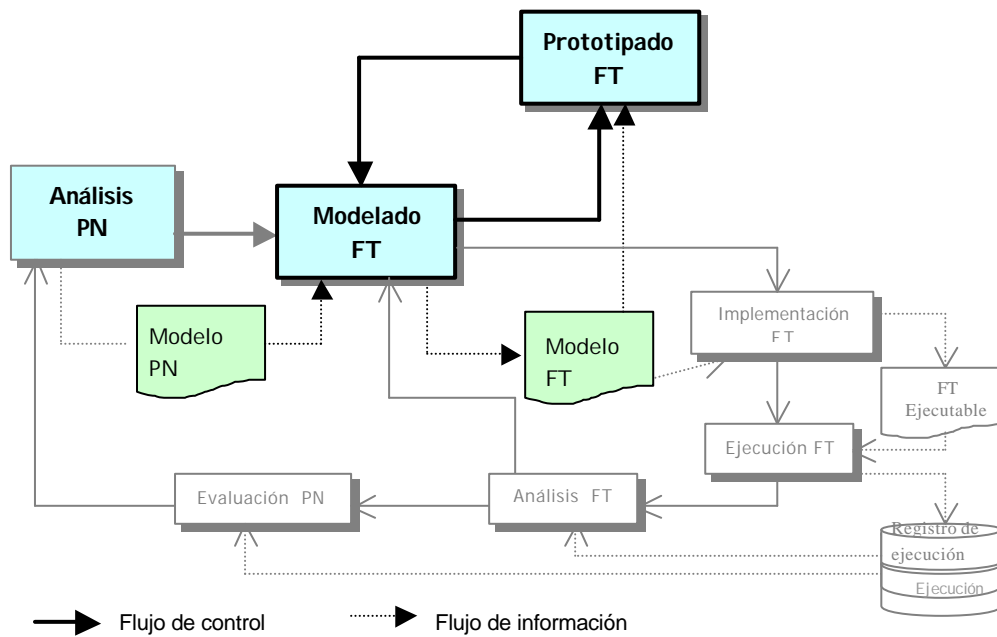 Prototipado
FT
Análisis
PN
Modelado
FT
Modelo
PN
Modelo
FT
Implementación
FT
FT
Ejecutable
Ejecución FT
Evaluación PN
Análisis FT
Registro de
ejecución
Ejecución
Flujo de control
Flujo de información